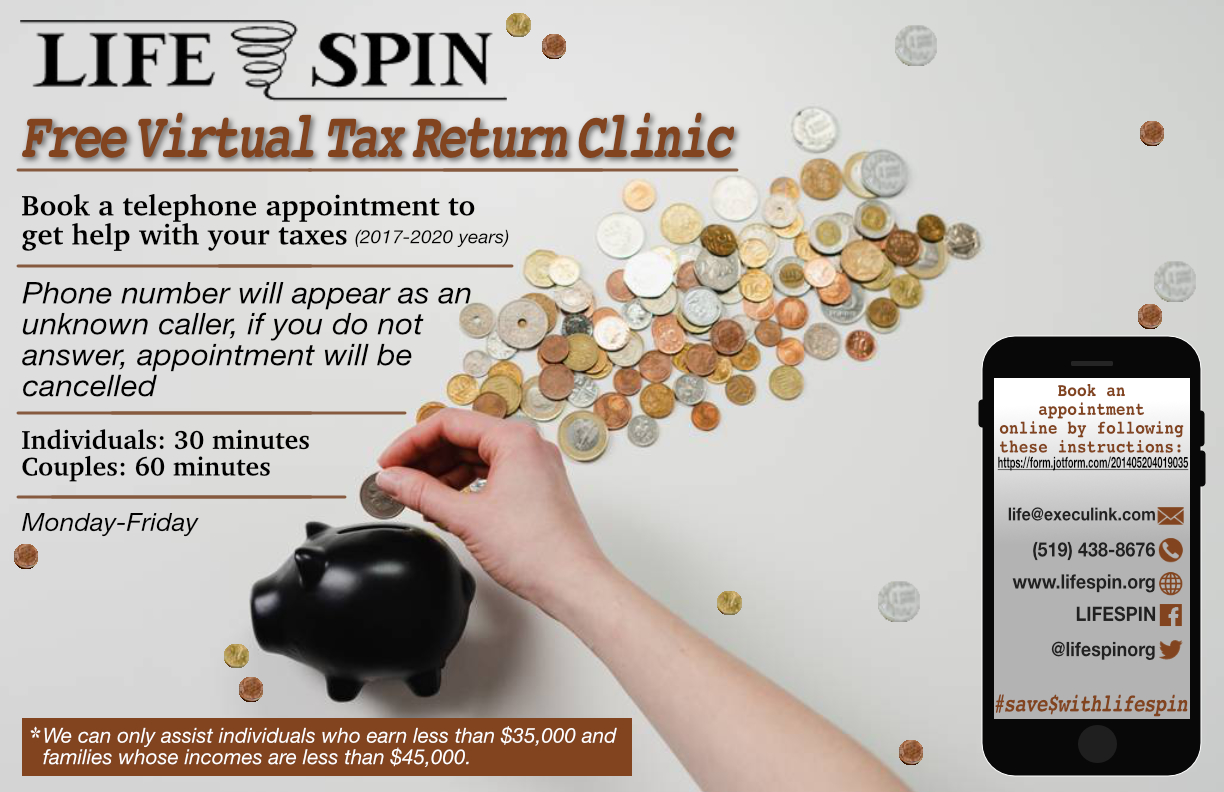 LIFE SPIN
Free Virtual Tax Return Clinic
Book a telephone appointment to
get help with your taxes (2017-2020 years)
Phone number will appear as an
unknown caller, if you do not
answer, appointment will be
cancelled
Individuals: 30 minutes
Couples: 60 minutes
Monday-Friday
*We can only assist individuals who earn less than $35,000 and
families whose incomes are less than $45,000.
Book an
appointment
online by following
these instructions:
https://form.jotform.com/201405204019035
life@execulink.com
(519) 438-8676
www.lifespin.org
LIFESPIN
@lifespinorg
#save$withlifespin